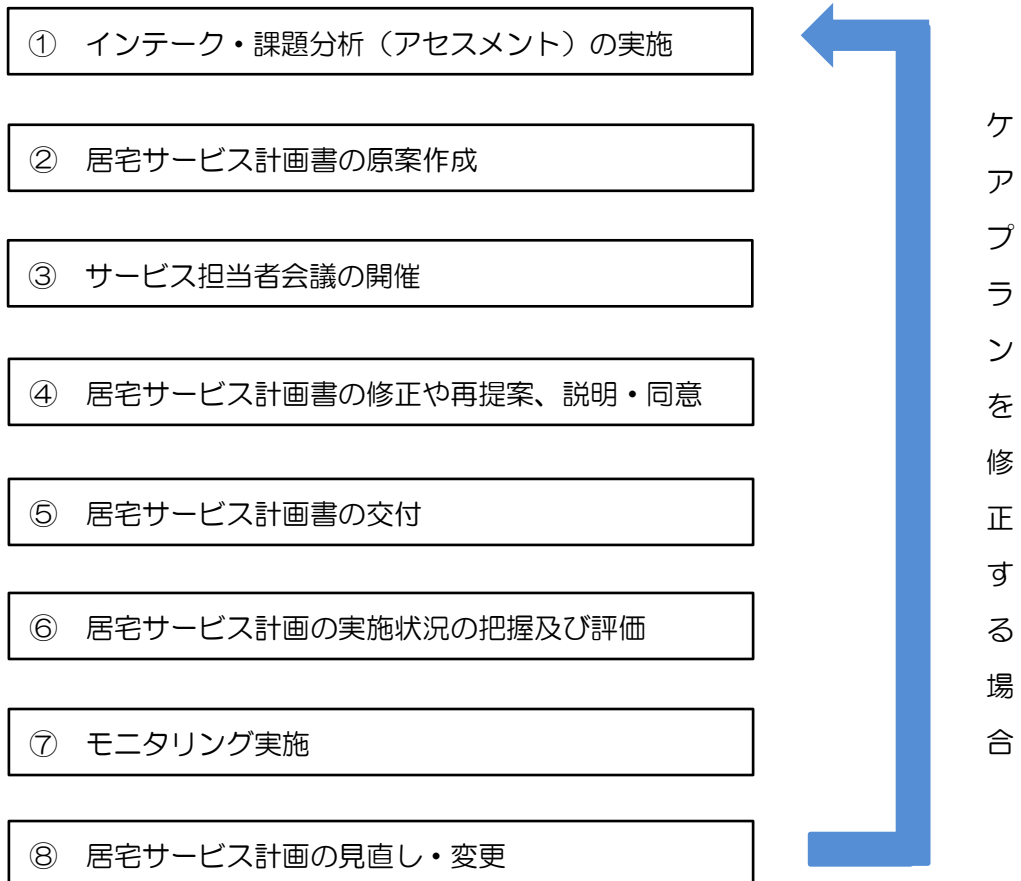 ① インテーク・課題分析（アセスメント）の実施
② 居宅サービス計画書の原案作成
③ サービス担当者会議の開催
④ 居宅サービス計画書の修正や再提案、説明・同意
⑤ 居宅サービス計画書の交付
⑥ 居宅サービス計画の実施状況の把握及び評価
⑦ モニタリング実施
⑧ 居宅サービス計画の見直し・変更
ケアプランを修正する場合